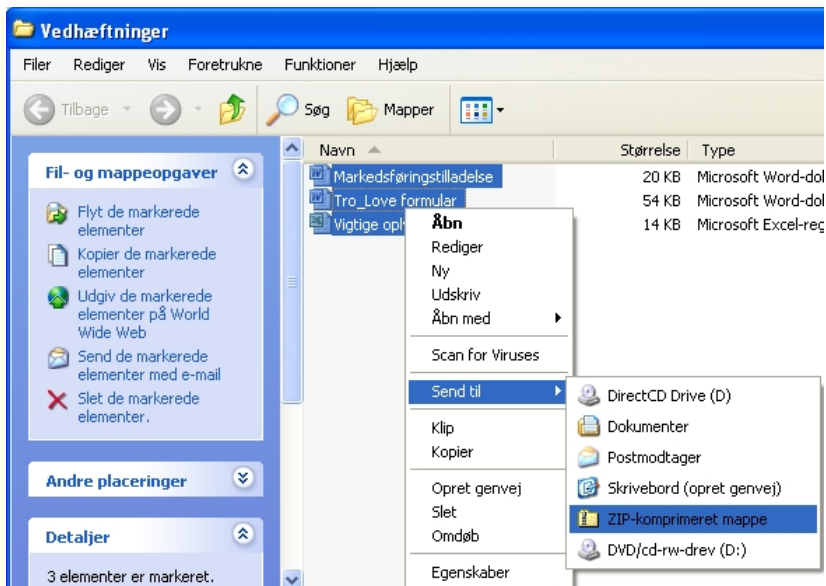 Vedhæftninger
Filer Rediger Vis Foretrukne Funktioner Hjælp
Tilbage Søg Mapper
Fil- og mappeopgaver
Flyt de markerede
elementer
Kopier de markerede
elementer
Udgiv de markerede
elementer på World
Wide Web
Send de markerede
elementer med e-mail
Slet de markerede
elementer.
Andre placeringer
Detaljer
3 elementer er markeret.
Navn Størrelse Type
Markedsføringstilladelse 20 KB Microsoft Word-dol
Tro_Love formular 54 KB Microsoft Word-dol
Vigtige opl 14 KB Microsoft Excel-reg
Åbn
Rediger
Ny
Udskriv
Åbn med
Scan for Viruses
Send til
Klip
Kopier
Opret genvej
Slet
Omdøb
Egenskaber
DirectCD Drive (D)
Dokumenter
Postmodtager
Skrivebord (opret genvej)
ZIP-komprimeret mappe
DVD/cd-rw-drev (D:)